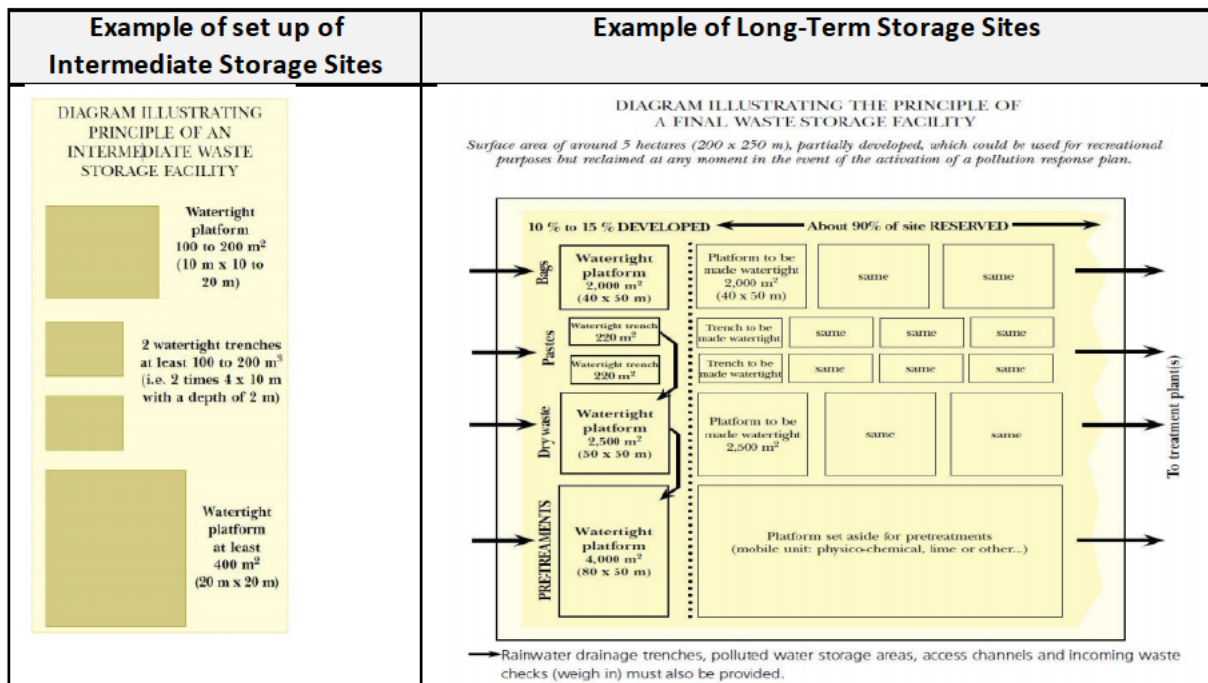 Example of set up of
Intermediate Storage Sites
Example of Long-Term Storage Sites
DIAGRAM ILLUSTRATING
PRINCIPLE OF AN
INTERMEDIATE WASTE
STORAGE FACILITY
Watertight
platform
100 to 200 m²
(10 m x 10 to
20 m)
2 watertight trenches
at least 100 to 200 m³
(i.e. 2 times 4 x 10 m
with a depth of 2 m)
Watertight
platform
at least
400 m²
(20 m x 20 m)
DIAGRAM ILLUSTRATING THE PRINCIPLE OF
A FINAL WASTE STORAGE FACILITY
Surface area of around 5 hectares (200 x 250 m), partially developed, which could be used for recreational
purposes but reclaimed at any moment in the event of the activation of a pollution response plan.
10 % to 15 % DEVELOPED
About 90% of site RESERVED
Bags
Watertight
platform
2,000 m²
(40 x 50 m)
Platform to be
made watertight
2,000 m²
(40 x 50 m)
same
same
Pastes
Watertight trench
220 m²
Watertight trench
220 m²
Trench to be
made watertight
same
same
same
Trench to be
made watertight
same
same
same
Dry waste
Watertight
platform
2,500 m²
(50 x 50 m)
Platform to be
made watertight
2,500 m²
same
same
PRETREAMENTS
Watertight
platform
4,000 m²
(80 x 50 m)
Platform set aside for pretreatments
(mobile unit: physico-chemical, lime or other...)
To treatment plant(s)
Rainwater drainage trenches, polluted water storage areas, access channels and incoming waste
checks (weigh in) must also be provided.